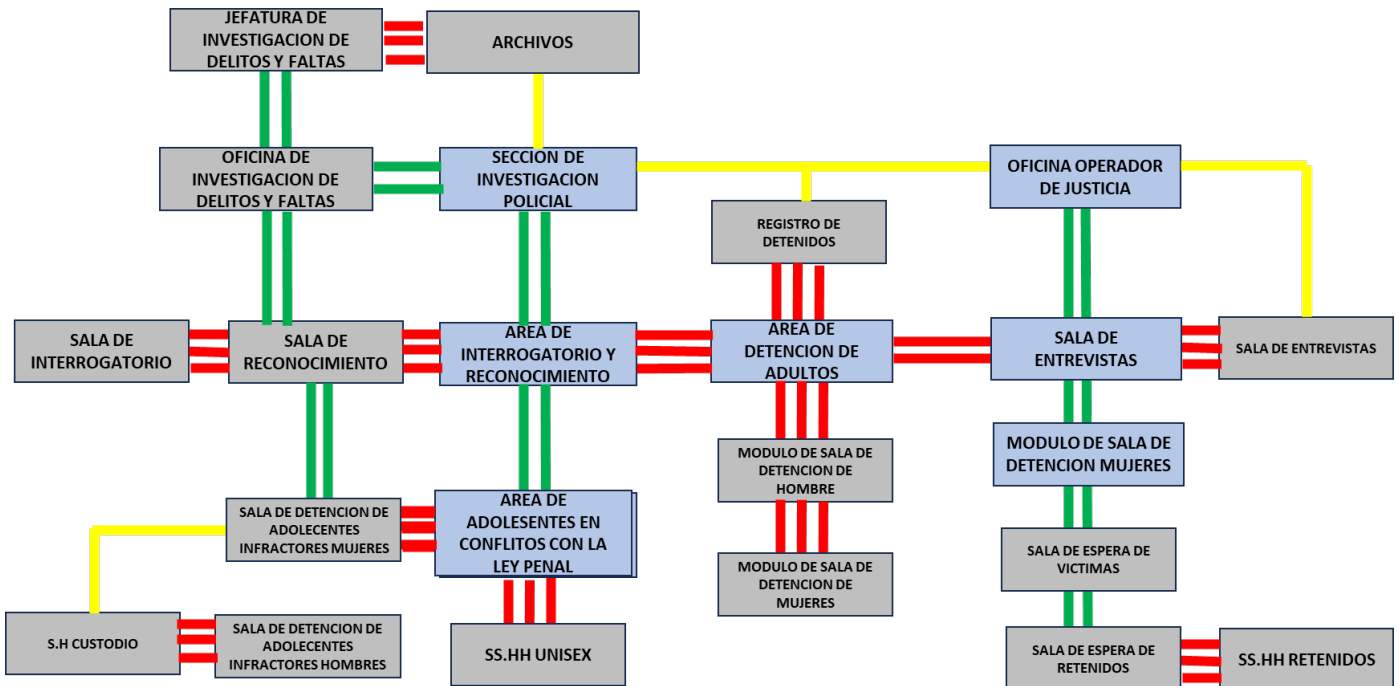 JEFATURA DE
INVESTIGACION DE
DELITOS Y FALTAS
ARCHIVOS
OFICINA DE
INVESTIGACION DE
DELITOS Y FALTAS
SECCION DE
INVESTIGACION
POLICIAL
OFICINA OPERADOR
DE JUSTICIA
REGISTRO DE
DETENIDOS
SALA DE
INTERROGATORIO
SALA DE
RECONOCIMIENTO
AREA DE
INTERROGATORIO Y
RECONOCIMIENTO
AREA DE
DETENCION DE
ADULTOS
SALA DE
ENTREVISTAS
SALA DE ENTREVISTAS
MODULO DE SALA DE
DETENCION DE
HOMBRE
MODULO DE SALA DE
DETENCION MUJERES
SALA DE DETENCION DE
ADOLECENTES
INFRACTORES MUJERES
AREA DE
ADOLESENTES EN
CONFLITOS CON LA
LEY PENAL
MODULO DE SALA DE
DETENCION DE
MUJERES
SALA DE ESPERA DE
VICTIMAS
S.H CUSTODIO
SALA DE DETENCION DE
ADOLECENTES
INFRACTORES HOMBRES
SS.HH UNISEX
SALA DE ESPERA DE
RETENIDOS
SS.HH RETENIDOS